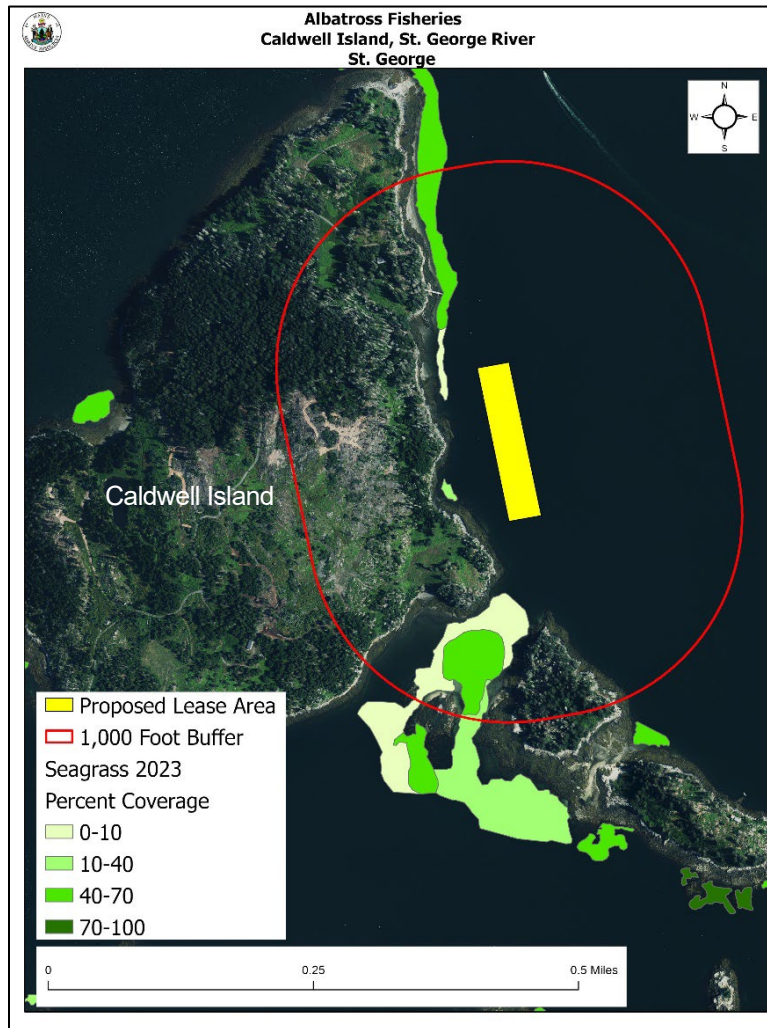 Albatross Fisheries
Caldwell Island, St. George River
St. George
N
W E
S
Caldwell Island
Proposed Lease Area
1,000 Foot Buffer
Seagrass 2023
Percent Coverage
0-10
10-40
40-70
70-100
0 0.25 0.5 Miles